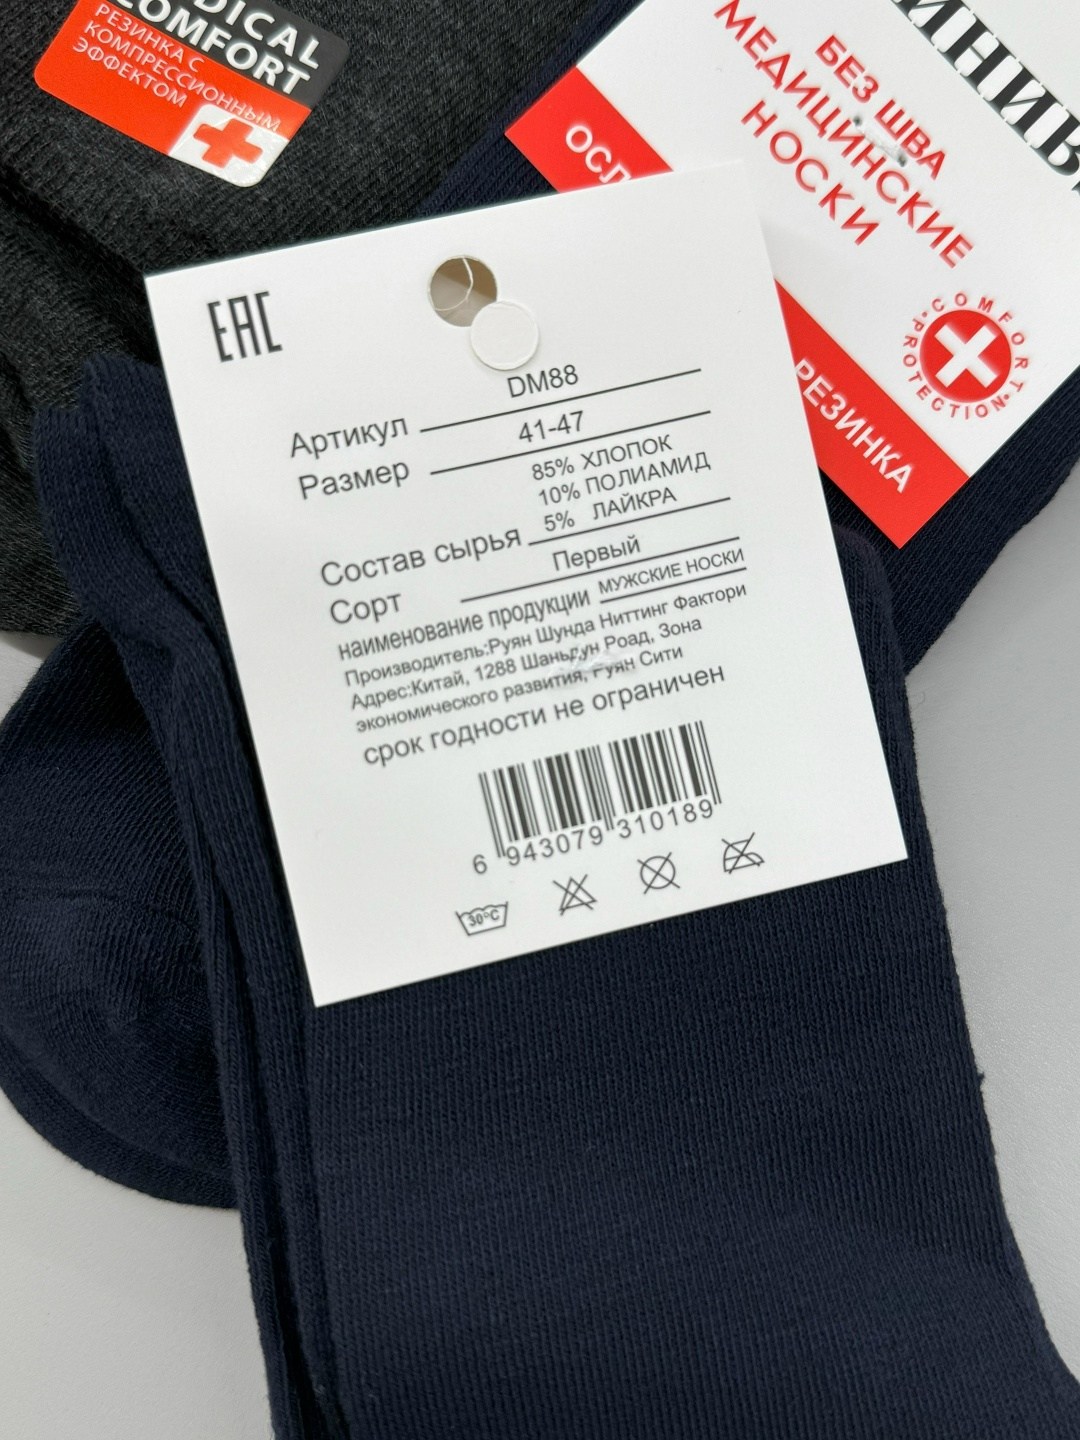 MEDICAL
COMFORT
РЕЗИНКА С
КОМПРЕССИОННЫМ
ЭФФЕКТОМ
БЕЗ ШВА
МЕДИЦИНСКИЕ
НОСКИ
РЕЗИНКА
COMFORT
PROTECTION
EAC
Артикул DM88
Размер 41-47
85% ХЛОПОК
10% ПОЛИАМИД
Состав сырья 5% ЛАЙКРА
Сорт Первый
наименование продукции МУЖСКИЕ НОСКИ
Производитель:Руян Шунда Ниттинг Фактори
Адрес:Китай, 1288 Шаньдун Роад, Зона
экономического развития, Руян Сити
срок годности не ограничен
6 943079 310189
30°C